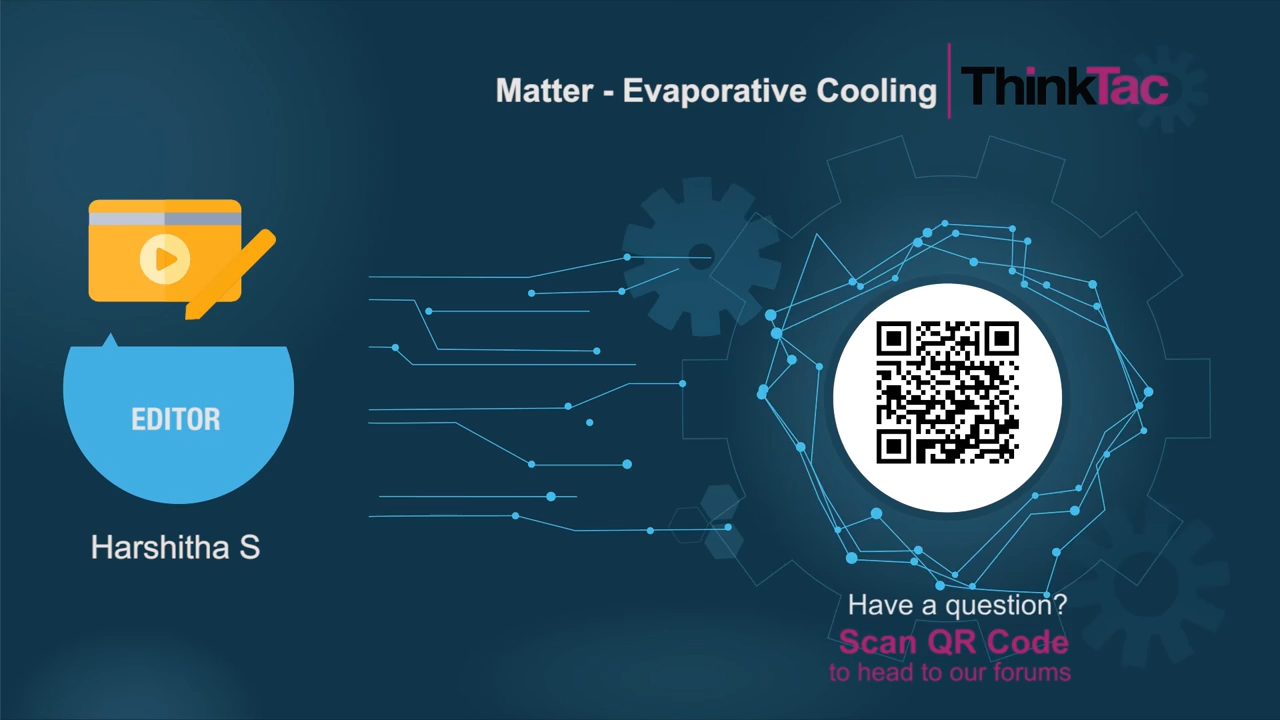 Matter - Evaporative Cooling
ThinkTac
EDITOR
Harshitha S
Have a question?
Scan QR Code
to head to our forums